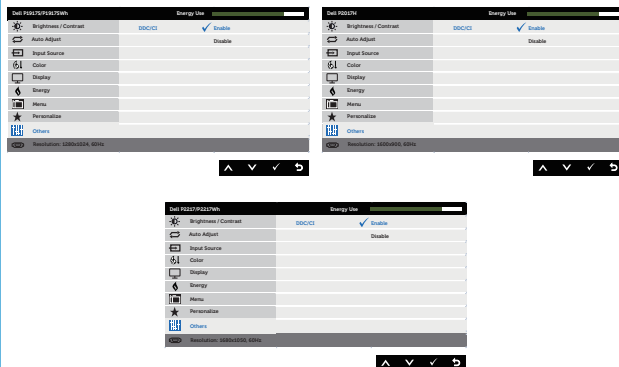 Dell P1917S/P1917SWh Energy Use
Brightness / Contrast DDC/CI Enable
Auto Adjust Disable
Input Source
Color
Display
Energy
Menu
Personalize
Others
Resolution: 1280x1024, 60Hz
Dell P2017H Energy Use
Brightness / Contrast DDC/CI Enable
Auto Adjust Disable
Input Source
Color
Display
Energy
Menu
Personalize
Others
Resolution: 1600x900, 60Hz
Dell P2217/P2217Wh Energy Use
Brightness / Contrast DDC/CI Enable
Auto Adjust Disable
Input Source
Color
Display
Energy
Menu
Personalize
Others
Resolution: 1680x1050, 60Hz